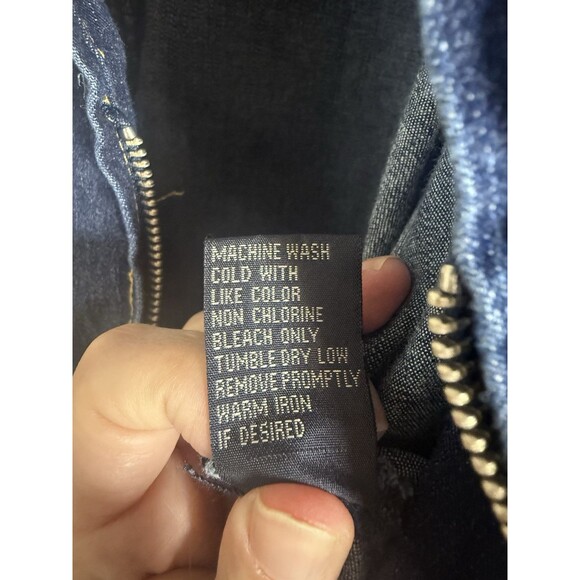 MACHINE WASH
COLD WITH
LIKE COLOR
NON CHLORINE
BLEACH ONLY
TUMBLE DRY LOW
REMOVE PROMPTLY
WARM IRON
IF DESIRED